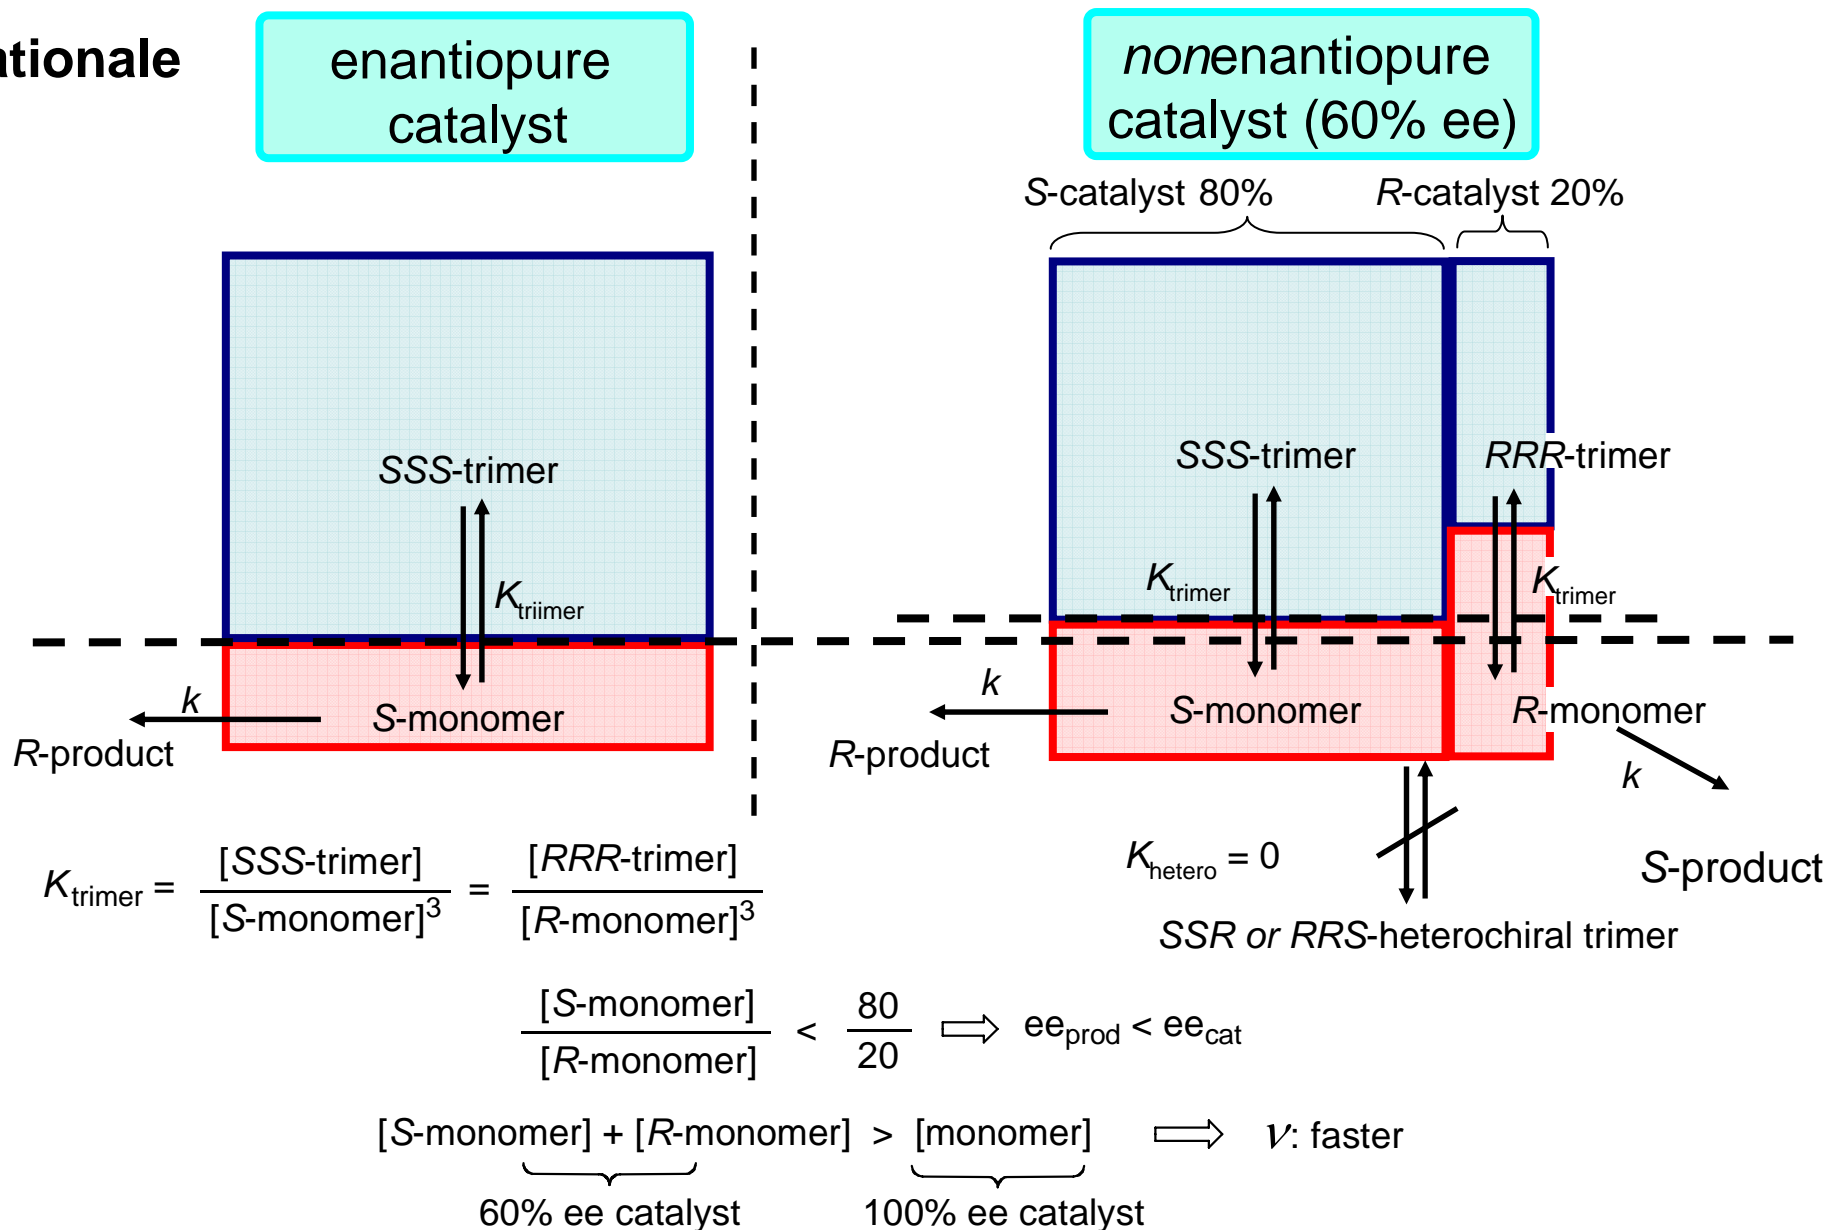 ationale
enantiopure
catalyst
nonenantiopure
catalyst (60% ee)
S-catalyst 80%
R-catalyst 20%
SSS-trimer
Ktriimer
k
S-monomer
R-product
SSS-trimer
RRR-trimer
Ktrimer
Ktrimer
k
S-monomer
R-monomer
R-product
k
Khetero = 0
S-product
SSR or RRS-heterochiral trimer
Ktrimer = [SSS-trimer] / [S-monomer]3 = [RRR-trimer] / [R-monomer]3
[S-monomer] / [R-monomer] < 80 / 20 ⇨ eeprod < eecat
[S-monomer] + [R-monomer] > [monomer] ⇨ ν: faster
60% ee catalyst
100% ee catalyst